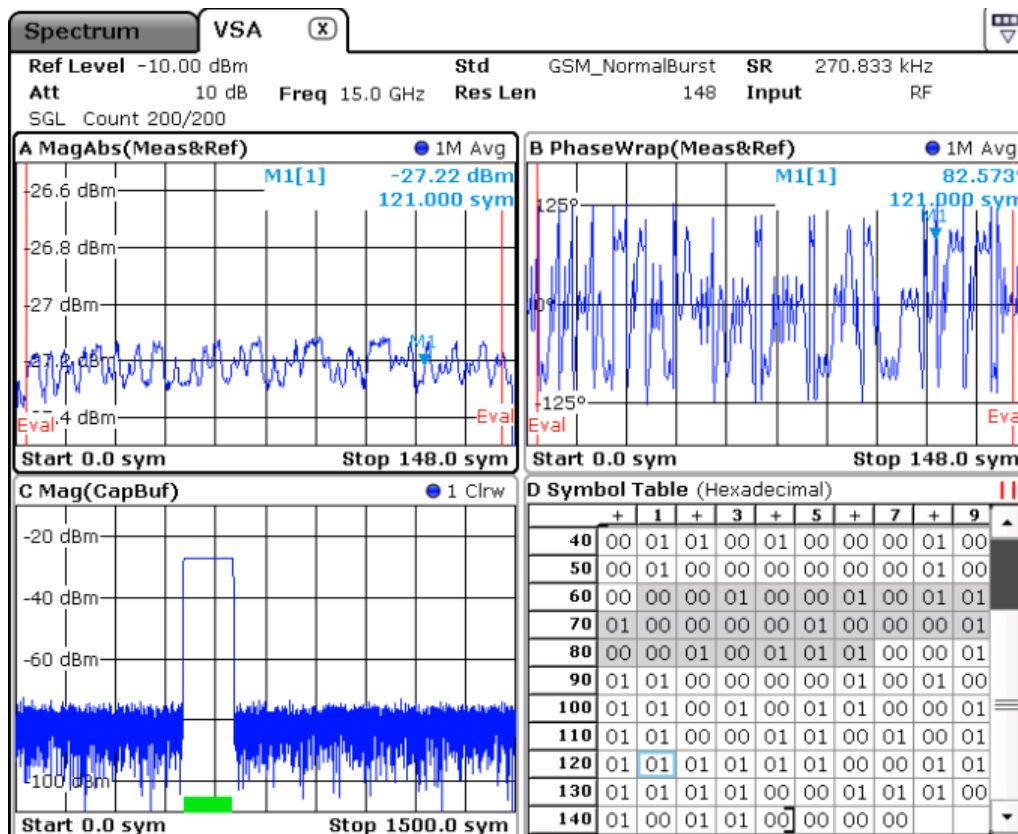 Spectrum VSA X
Ref Level -10.00 dBm Std GSM_NormalBurst SR 270.833 kHz
Att 10 dB Freq 15.0 GHz Res Len 148 Input RF
SGL Count 200/200
A MagAbs(Meas&Ref) 1M Avg
M1[1] -27.22 dBm
121.000 sym
-26.6 dBm
-26.8 dBm
-27 dBm
M1
Eval Eval
Start 0.0 sym Stop 148.0 sym
B PhaseWrap(Meas&Ref) 1M Avg
M1[1] 82.573°
121.000 sym
125°
M1
-125°
Eval
Start 0.0 sym Stop 148.0 sym
C Mag(CapBuf) 1 Clrw
-20 dBm
-40 dBm
-60 dBm
-100 dBm
Start 0.0 sym Stop 1500.0 sym
D Symbol Table (Hexadecimal)
+ 1 + 3 + 5 + 7 + 9
40 00 01 01 00 01 00 00 00 01 00
50 00 01 00 00 00 00 00 00 01 00
60 00 00 00 01 00 00 01 00 01 01
70 01 00 00 00 00 01 00 00 00 01
80 00 00 01 00 01 01 01 00 00 01
90 01 01 00 00 00 00 01 00 01 00
100 01 01 01 00 01 01 01 00 00 01
110 01 01 00 00 01 01 00 01 00 01
120 01 01 01 01 01 01 00 00 01 01
130 01 01 01 01 00 00 01 01 01 00
140 01 00 01 01 00 00 00 00